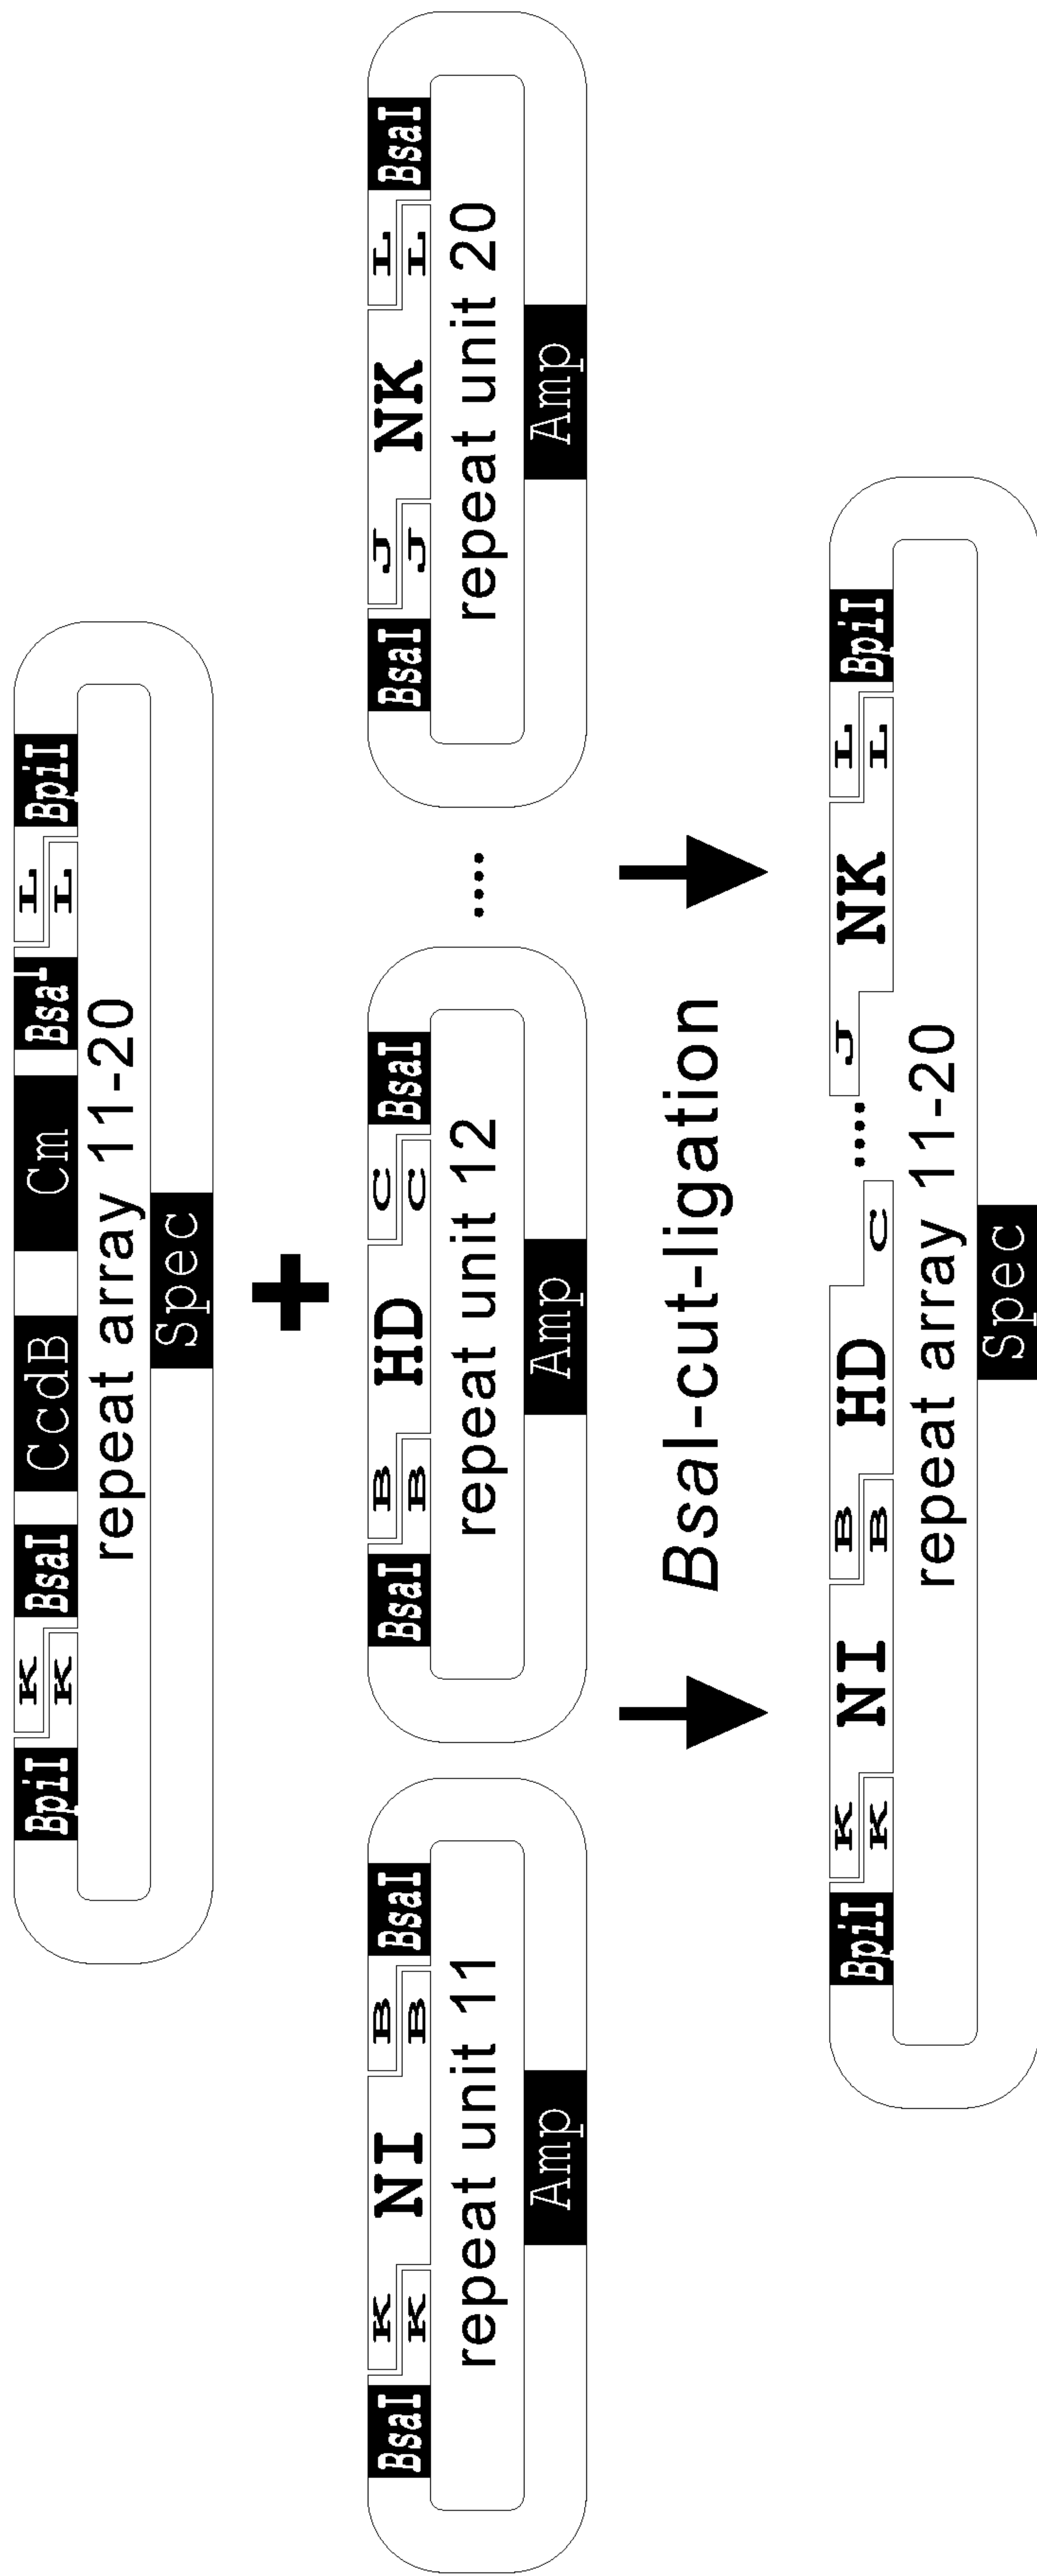 BpiI K BsaI CcdB Cm Bsa I L BpiI
K L
repeat array 11-20
Spec
+
BsaI K NI B BsaI
K B
repeat unit 11
Amp
BsaI B HD C BsaI
B C
repeat unit 12
Amp
....
BsaI J NK L BsaI
J L
repeat unit 20
Amp
BsaI-cut-ligation
BpiI K NI B HD .... J NK L BpiI
K B C L
repeat array 11-20
Spec